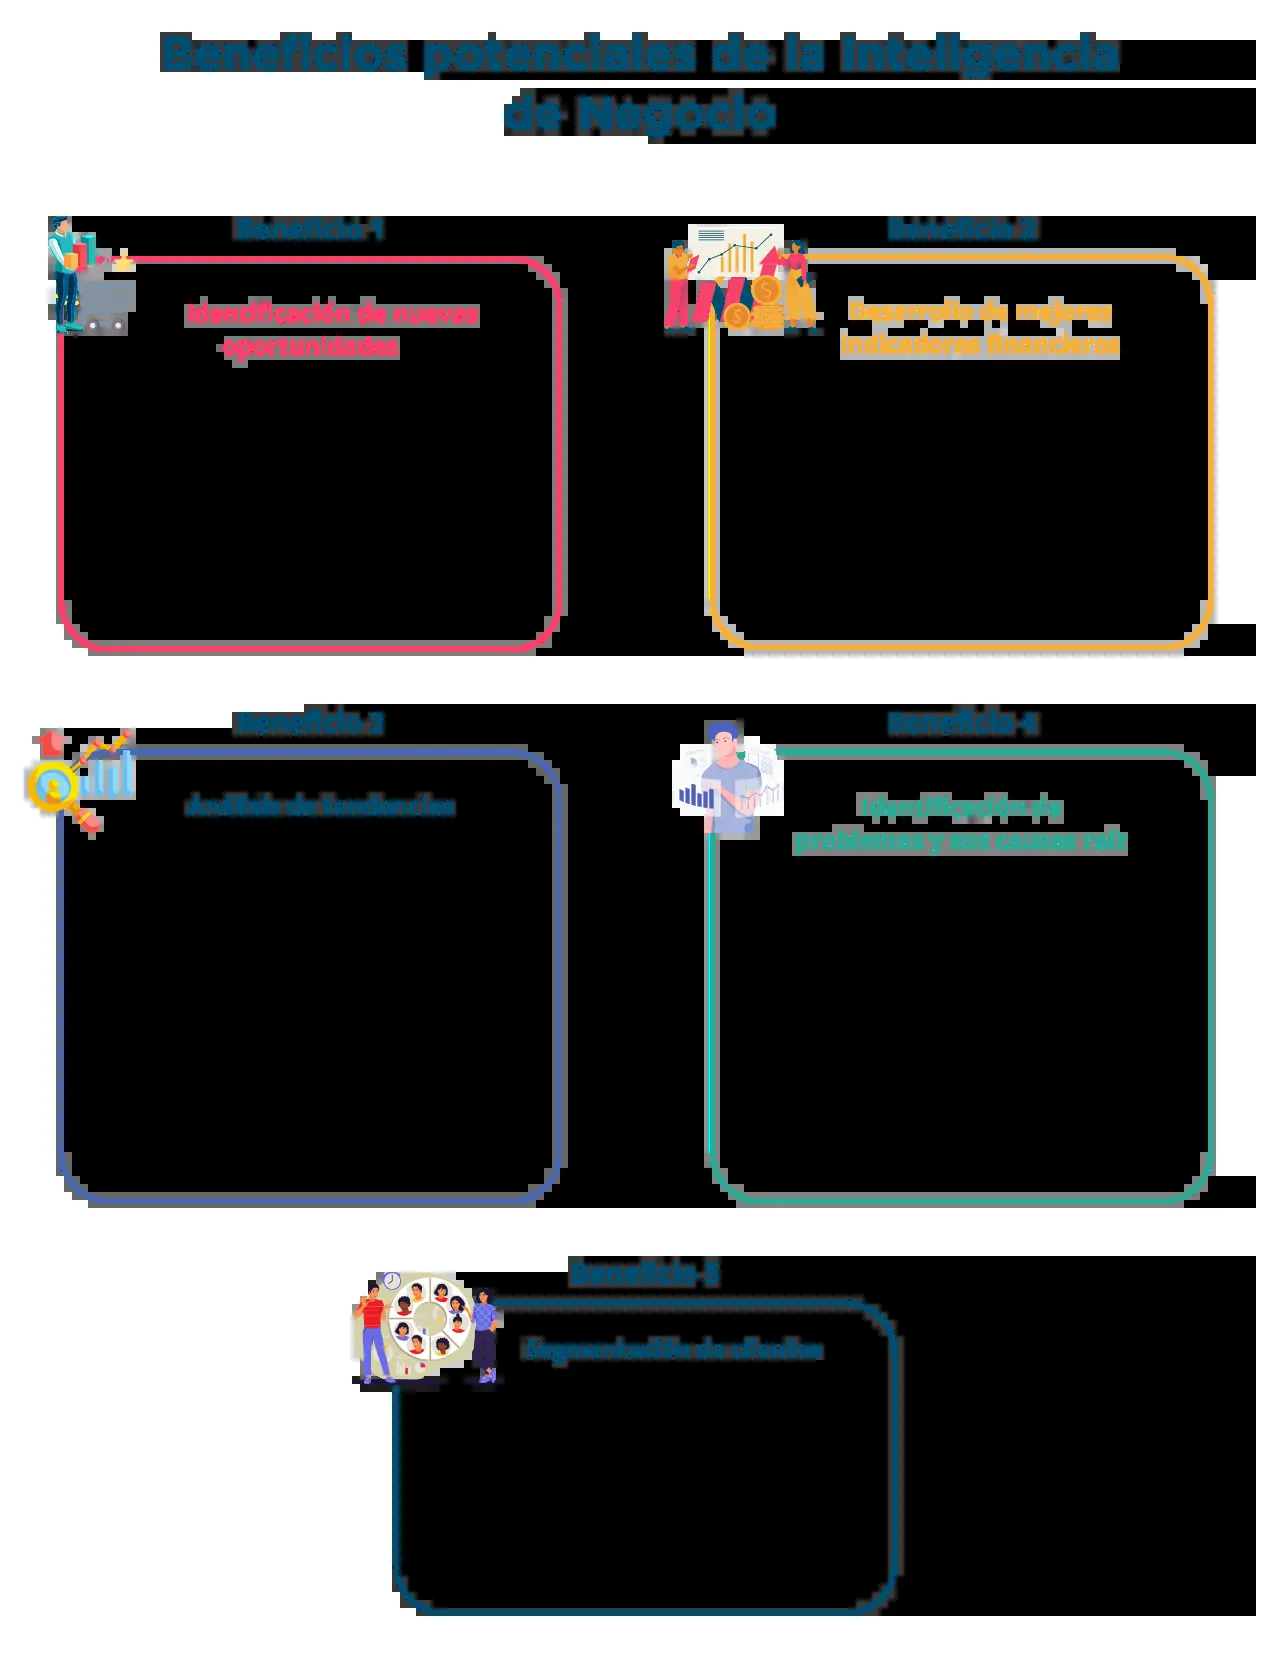 Beneficios potenciales de la Inteligencia
de Negocio
Beneficio 1
Identificación de nuevas
oportunidades
Beneficio 2
Desarrollo de mejores
indicadores financieros
Beneficio 3
Análisis de tendencias
Beneficio 4
Identificación de
problemas y sus causas raíz
Beneficio 5
Segmentación de clientes